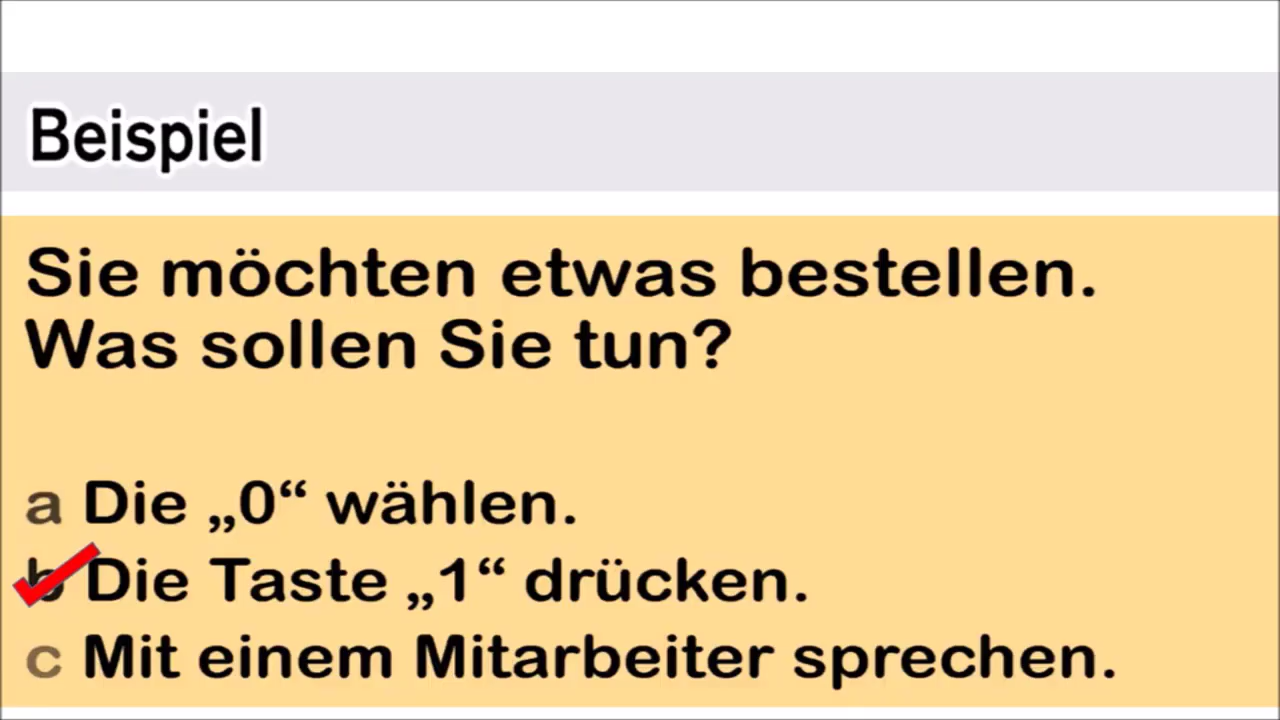 Beispiel
Sie möchten etwas bestellen.
Was sollen Sie tun?
a Die „0“ wählen.
b Die Taste „1“ drücken.
c Mit einem Mitarbeiter sprechen.